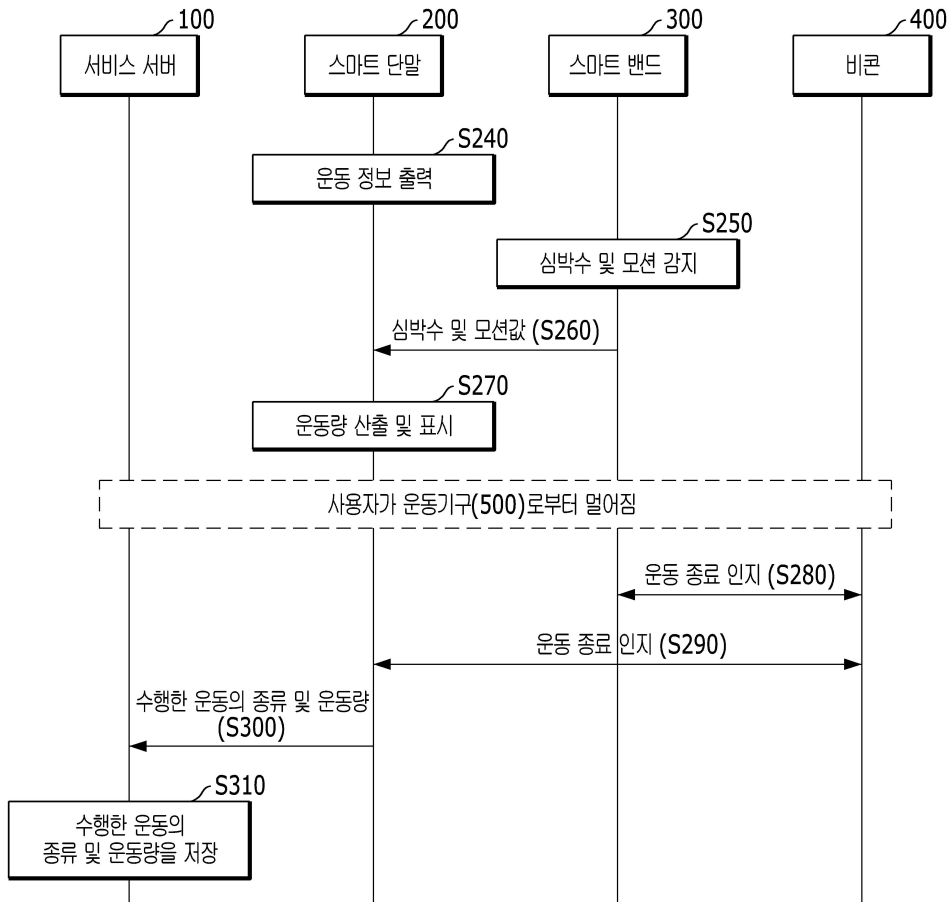 100
200
300
400
서비스 서버
스마트 단말
스마트 밴드
비콘
S240
운동 정보 출력
S250
심박수 및 모션 감지
심박수 및 모션값 (S260)
S270
운동량 산출 및 표시
사용자가 운동기구(500)로부터 멀어짐
운동 종료 인지 (S280)
운동 종료 인지 (S290)
수행한 운동의 종류 및 운동량
(S300)
S310
수행한 운동의
종류 및 운동량을 저장